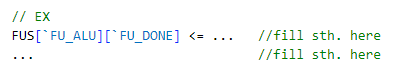 // EX
FUS[`FU_ALU][`FU_DONE] <= ...   //fill sth. here
...                             //fill sth. here